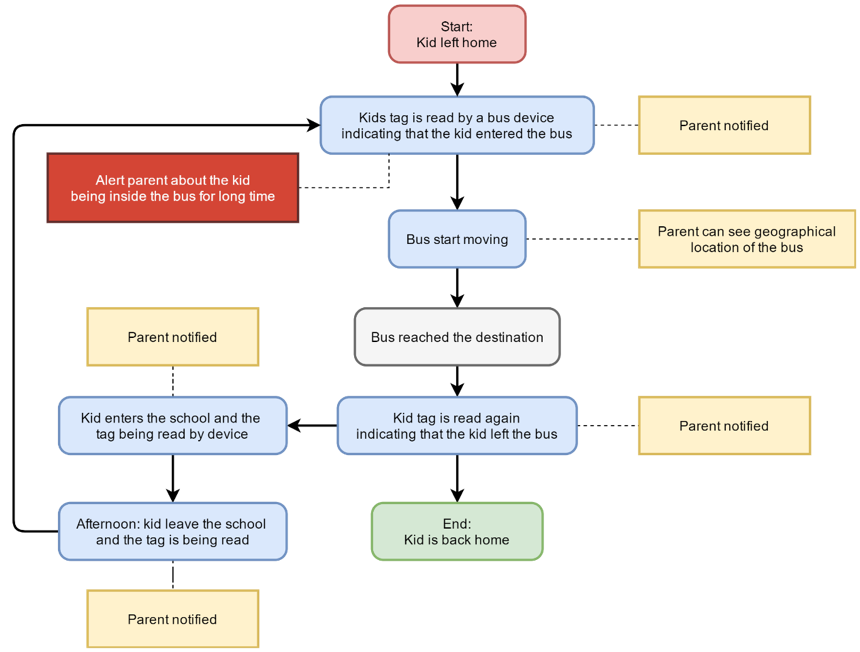 Start:
Kid left home
Kids tag is read by a bus device
indicating that the kid entered the bus
Parent notified
Alert parent about the kid
being inside the bus for long time
Bus start moving
Parent can see geographical
location of the bus
Bus reached the destination
Parent notified
Kid enters the school and the
tag being read by device
Kid tag is read again
indicating that the kid left the bus
Parent notified
Afternoon: kid leave the school
and the tag is being read
End:
Kid is back home
Parent notified